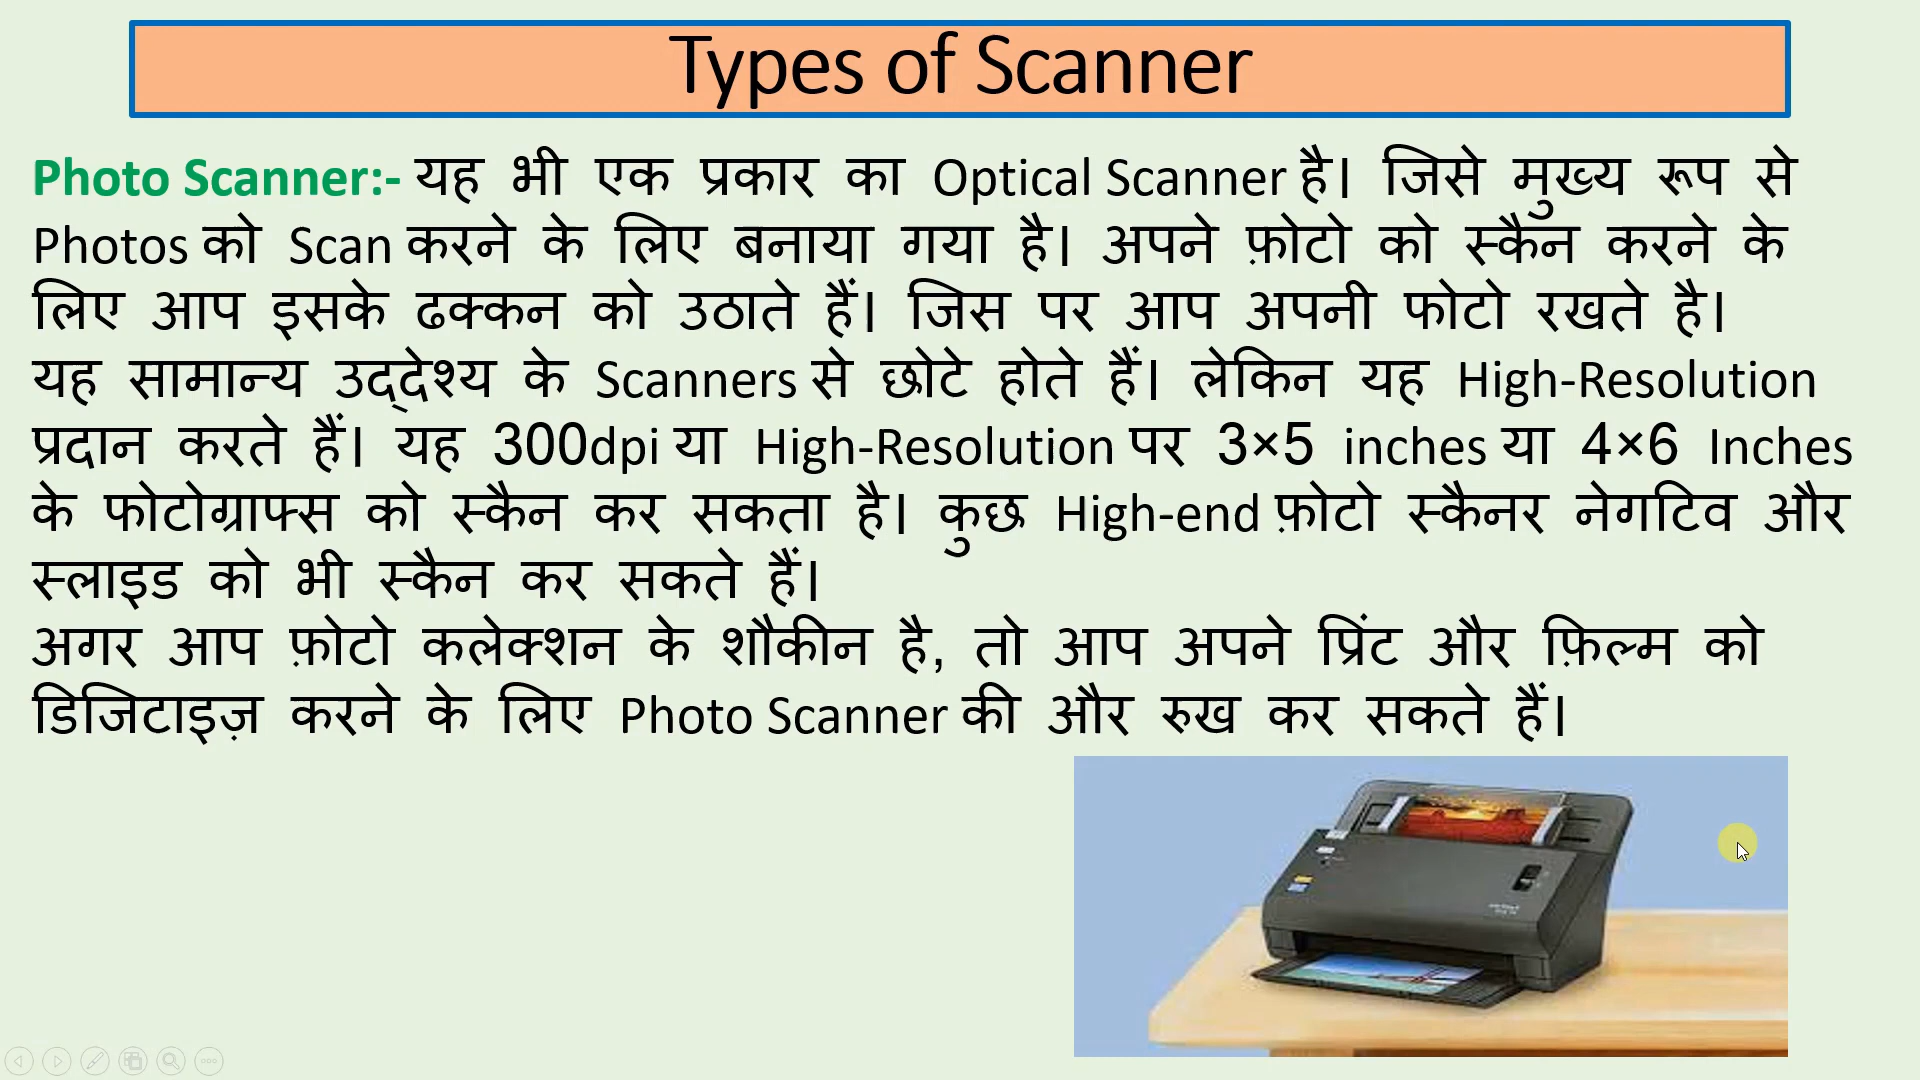 Types of Scanner
Photo Scanner:- यह भी एक प्रकार का Optical Scanner है। जिसे मुख्य रूप से
Photos को Scan करने के लिए बनाया गया है। अपने फ़ोटो को स्कैन करने के
लिए आप इसके ढक्कन को उठाते हैं। जिस पर आप अपनी फोटो रखते है।
यह सामान्य उद्देश्य के Scanners से छोटे होते हैं। लेकिन यह High-Resolution
प्रदान करते हैं। यह 300dpi या High-Resolution पर 3×5 inches या 4×6 Inches
के फोटोग्राफ्स को स्कैन कर सकता है। कुछ High-end फ़ोटो स्कैनर नेगटिव और
स्लाइड को भी स्कैन कर सकते हैं।
अगर आप फ़ोटो कलेक्शन के शौकीन है, तो आप अपने प्रिंट और फ़िल्म को
डिजिटाइज़ करने के लिए Photo Scanner की और रुख कर सकते हैं।